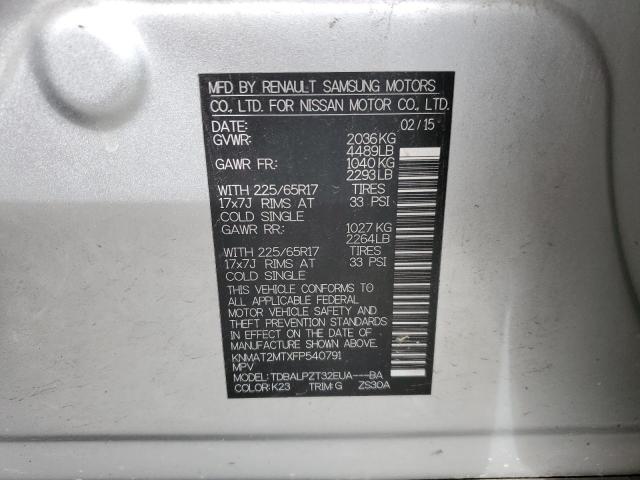 MFD BY RENAULT SAMSUNG MOTORS
CO., LTD. FOR NISSAN MOTOR CO., LTD.
DATE: 02/15
GVWR: 2036KG
4489LB
GAWR FR: 1040KG
2293LB
WITH 225/65R17 TIRES
17x7J RIMS AT 33 PSI
COLD SINGLE
GAWR RR: 1027KG
2264LB
WITH 225/65R17 TIRES
17x7J RIMS AT 33 PSI
COLD SINGLE
THIS VEHICLE CONFORMS TO
ALL APPLICABLE FEDERAL
MOTOR VEHICLE SAFETY AND
THEFT PREVENTION STANDARDS
IN EFFECT ON THE DATE OF
MANUFACTURE SHOWN ABOVE.
KNMAT2MTXFP540791
MPV
MODEL: TDBALPZT32EUA---BA
COLOR:K23 TRIM:G ZS30A